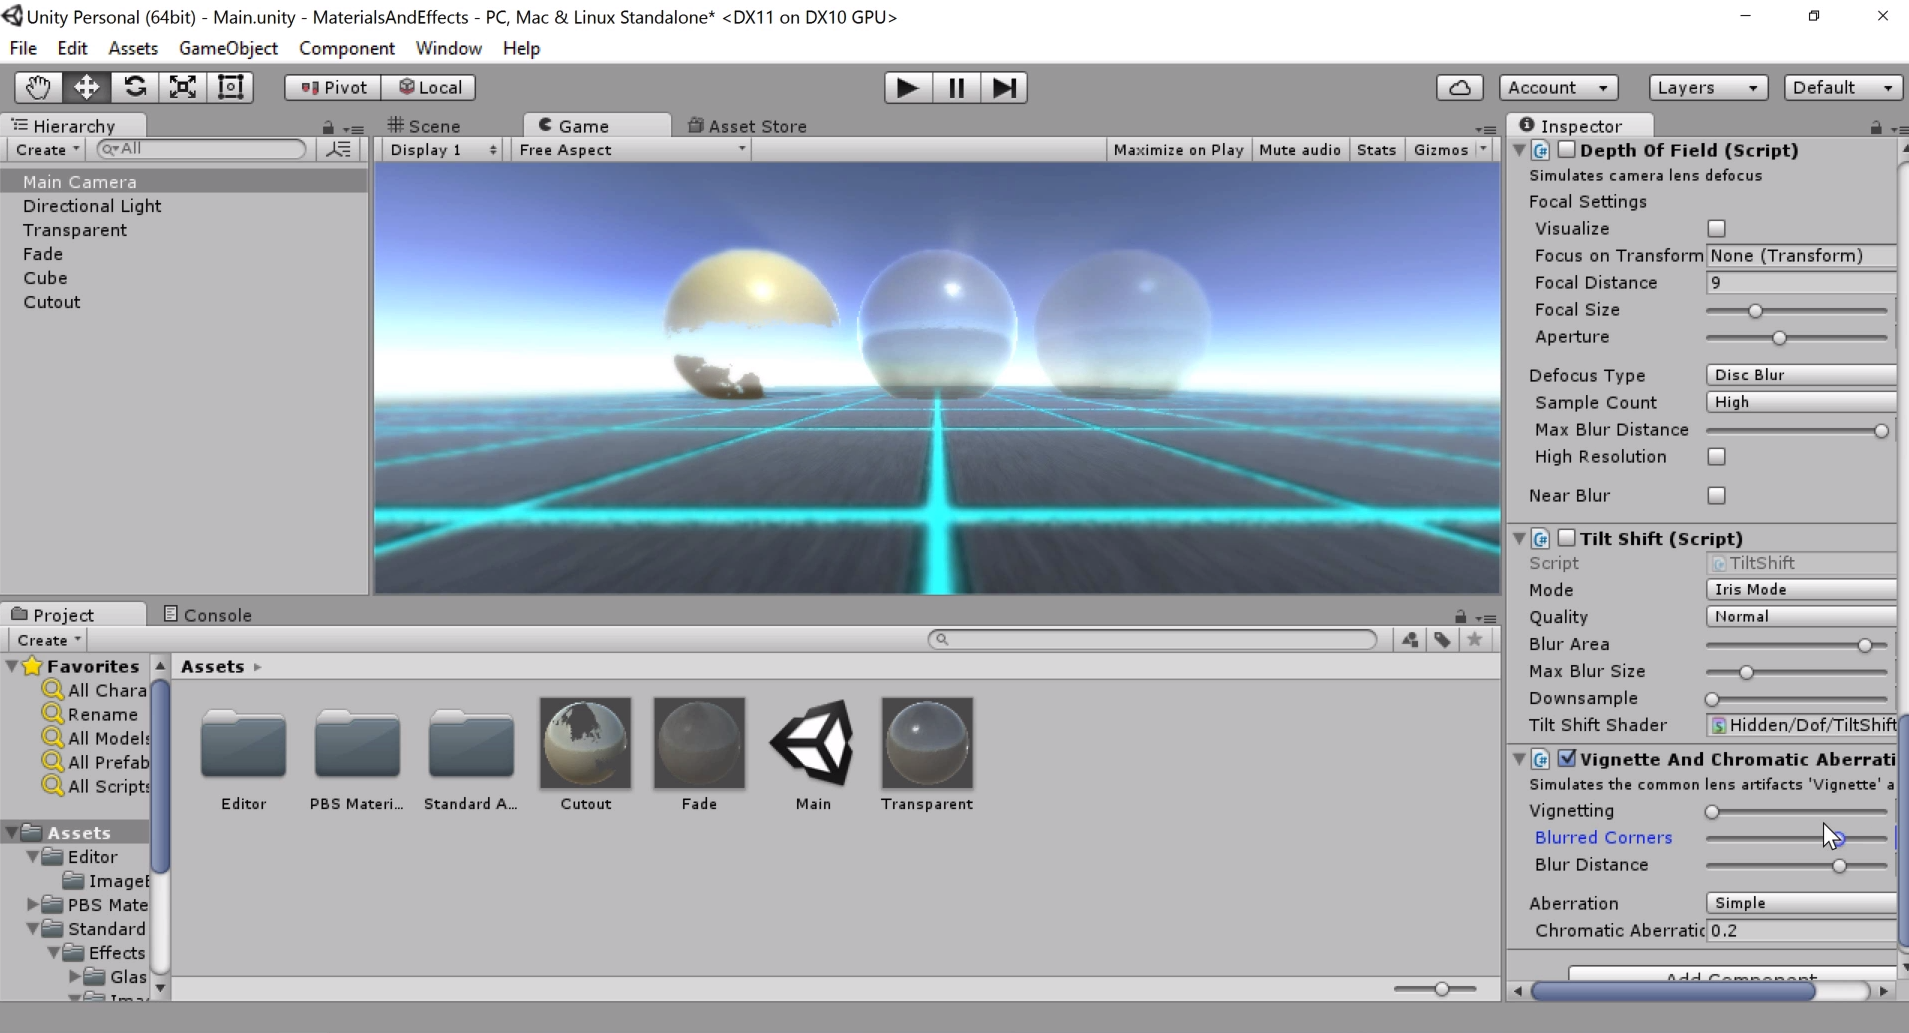 Unity Personal (64bit) - Main.unity - MaterialsAndEffects - PC, Mac & Linux Standalone* <DX11 on DX10 GPU>
File Edit Assets GameObject Component Window Help
Pivot Local Account Layers Default
Hierarchy Scene Game Asset Store Inspector
Create All Display 1 Free Aspect Maximize on Play Mute audio Stats Gizmos
Main Camera
Directional Light
Transparent
Fade
Cube
Cutout
Depth Of Field (Script)
Simulates camera lens defocus
Focal Settings
Visualize
Focus on Transform None (Transform)
Focal Distance 9
Focal Size
Aperture
Defocus Type Disc Blur
Sample Count High
Max Blur Distance
High Resolution
Near Blur
Tilt Shift (Script)
Script TiltShift
Mode Iris Mode
Quality Normal
Blur Area
Max Blur Size
Downsample
Tilt Shift Shader Hidden/Dof/TiltShift
Vignette And Chromatic Aberrati
Simulates the common lens artifacts 'Vignette' a
Vignetting
Blurred Corners
Blur Distance
Aberration Simple
Chromatic Aberratic 0.2
Add Component
Project Console
Create
Favorites
All Chara
Rename
All Models
All Prefab
All Scripts
Assets
Editor
ImageE
PBS Mate
Standard
Effects
Glas
Ima
Assets
Editor PBS Materi... Standard A... Cutout Fade Main Transparent